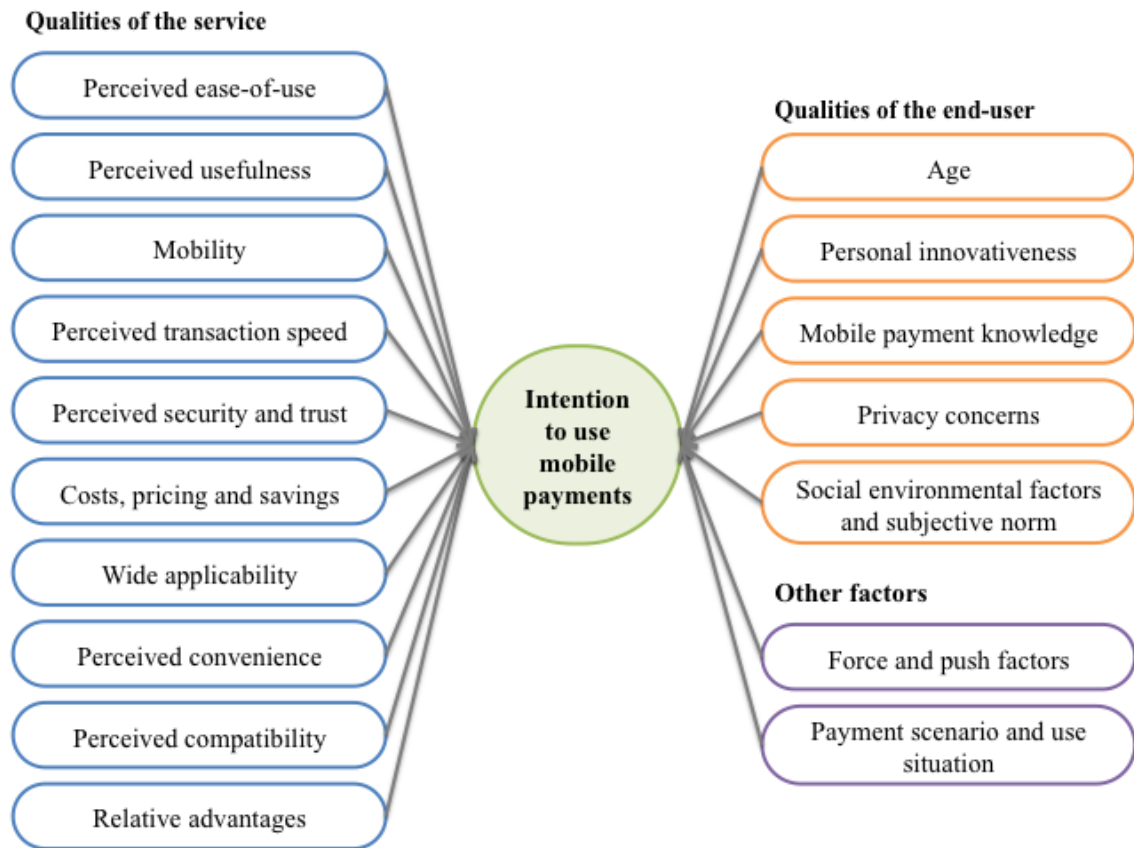 Qualities of the service
Perceived ease-of-use
Perceived usefulness
Mobility
Perceived transaction speed
Perceived security and trust
Costs, pricing and savings
Wide applicability
Perceived convenience
Perceived compatibility
Relative advantages
Intention
to use
mobile
payments
Qualities of the end-user
Age
Personal innovativeness
Mobile payment knowledge
Privacy concerns
Social environmental factors
and subjective norm
Other factors
Force and push factors
Payment scenario and use
situation